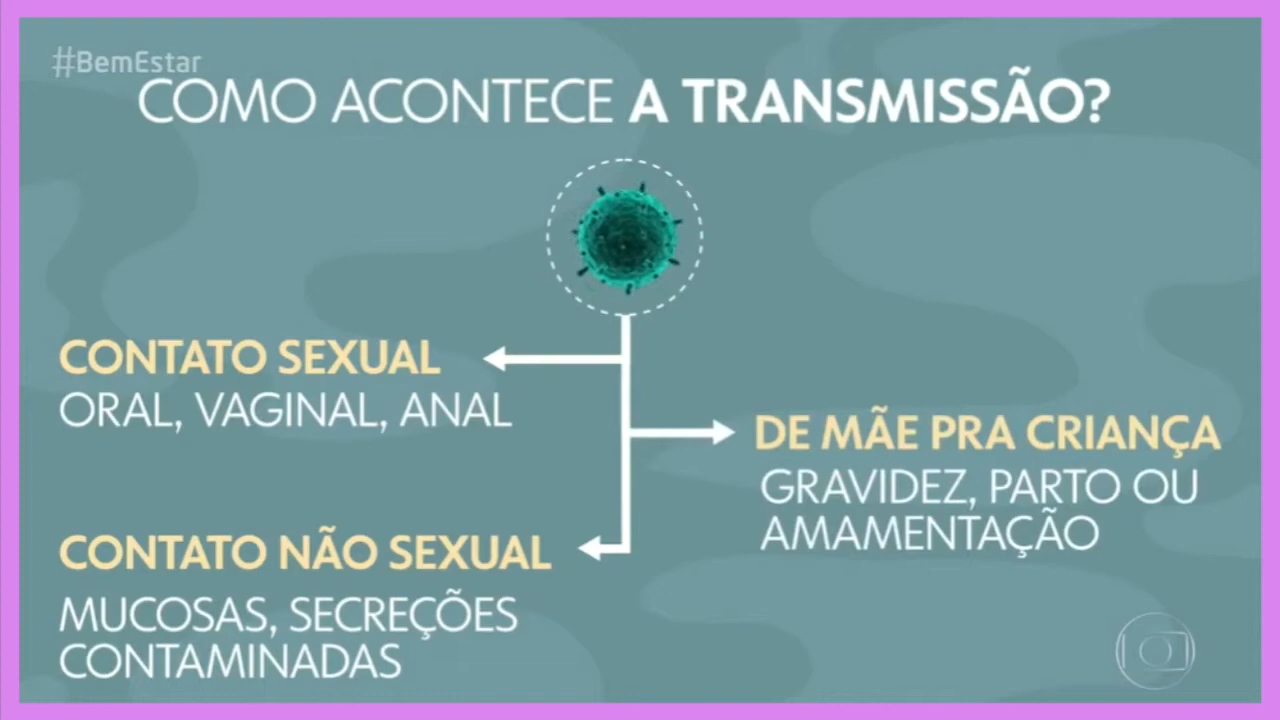 #BemEstar
COMO ACONTECE A TRANSMISSÃO?
CONTATO SEXUAL
ORAL, VAGINAL, ANAL
DE MÃE PRA CRIANÇA
GRAVIDEZ, PARTO OU
AMAMENTAÇÃO
CONTATO NÃO SEXUAL
MUCOSAS, SECREÇÕES
CONTAMINADAS